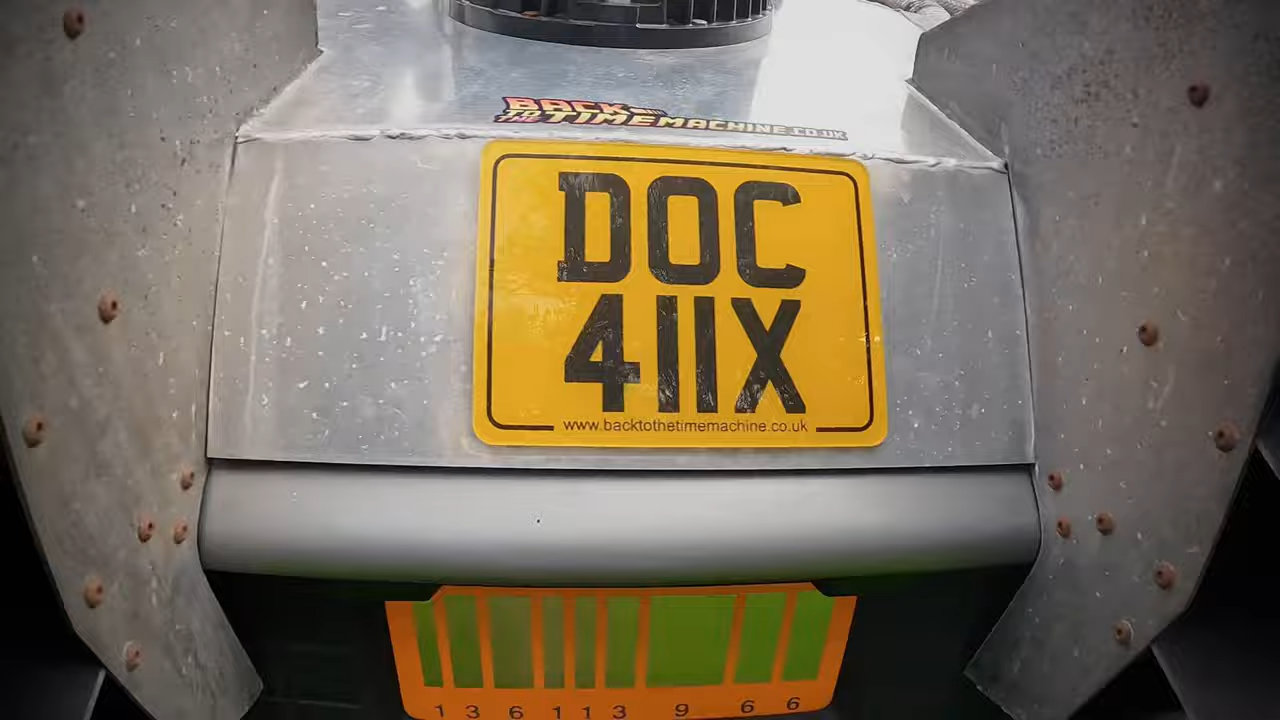 BACK
TO THE TIMEMACHINE.CO.UK
DOC
411X
www.backtothetimemachine.co.uk
1 3 6 1 1 3 9 6 6